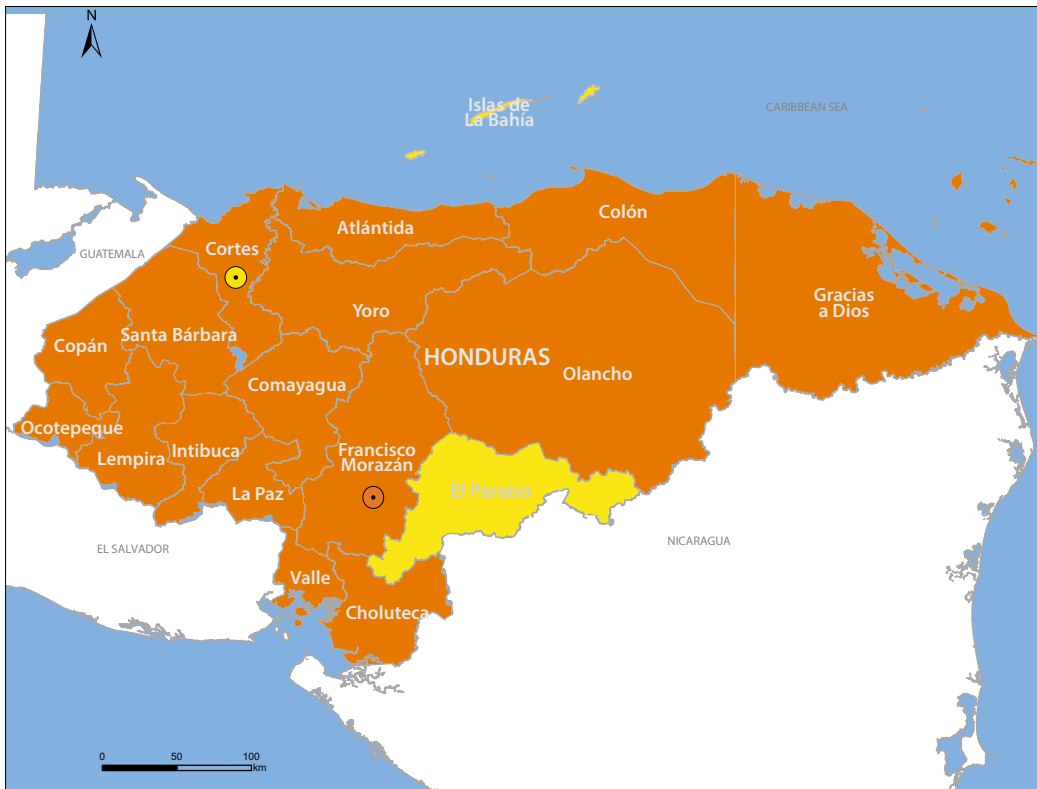 N
Islas de
La Bahía
CARIBBEAN SEA
Atlántida
Colón
Cortes
GUATEMALA
Gracias
a Dios
Yoro
Santa Bárbara
Copán
HONDURAS
Olancho
Comayagua
Ocotepeque
Intibuca
Francisco
Morazán
Lempira
La Paz
El Paraíso
EL SALVADOR
NICARAGUA
Valle
Choluteca
0 50 100
km